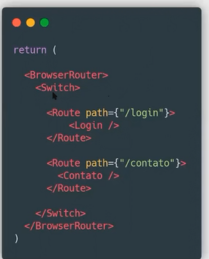 return (
<BrowserRouter>
<Switch>
<Route path={"/login"}>
<Login />
</Route>
<Route path={"/contato"}>
<Contato />
</Route>
</Switch>
</BrowserRouter>
)